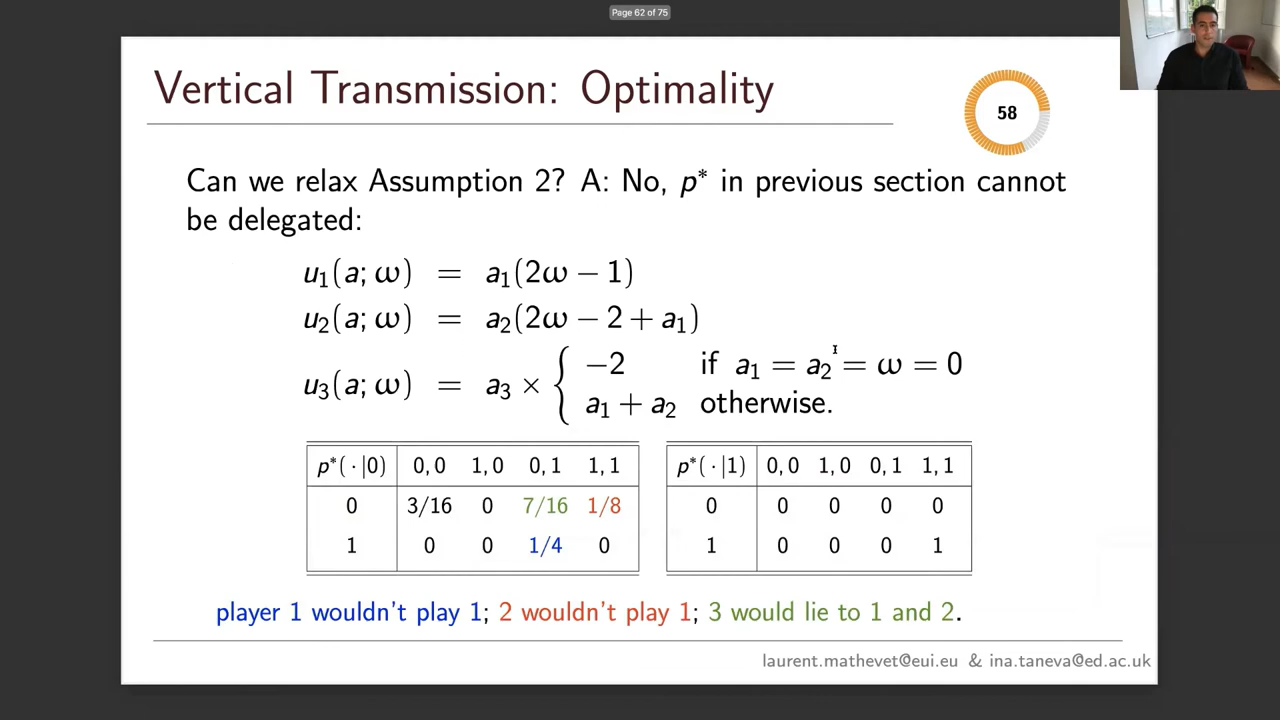 Page 62 of 75
Vertical Transmission: Optimality
58
Can we relax Assumption 2? A: No, p* in previous section cannot
be delegated:
u₁(a; ω) = a₁(2ω − 1)
u₂(a; ω) = a₂(2ω − 2 + a₁)
u₃(a; ω) = a₃ × { −2 if a₁ = a₂ = ω = 0
a₁ + a₂ otherwise.
p*(·|0) 0, 0 1, 0 0, 1 1, 1
0 3/16 0 7/16 1/8
1 0 0 1/4 0
p*(·|1) 0, 0 1, 0 0, 1 1, 1
0 0 0 0 0
1 0 0 0 1
player 1 wouldn't play 1; 2 wouldn't play 1; 3 would lie to 1 and 2.
laurent.mathevet@eui.eu & ina.taneva@ed.ac.uk